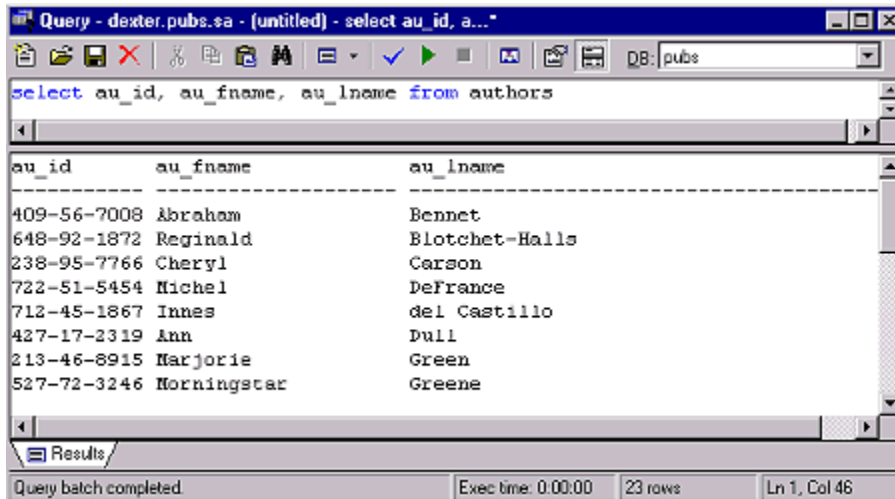 Query - dexter.pubs.sa - (untitled) - select au_id, a...*
DB: pubs
select au_id, au_fname, au_lname from authors
au_id au_fname au_lname
----------- -------------------- ----------------------------------------
409-56-7008 Abraham Bennet
648-92-1872 Reginald Blotchet-Halls
238-95-7766 Cheryl Carson
722-51-5454 Michel DeFrance
712-45-1867 Innes del Castillo
427-17-2319 Ann Dull
213-46-8915 Marjorie Green
527-72-3246 Morningstar Greene
Results
Query batch completed. Exec time: 0:00:00 23 rows Ln 1, Col 46